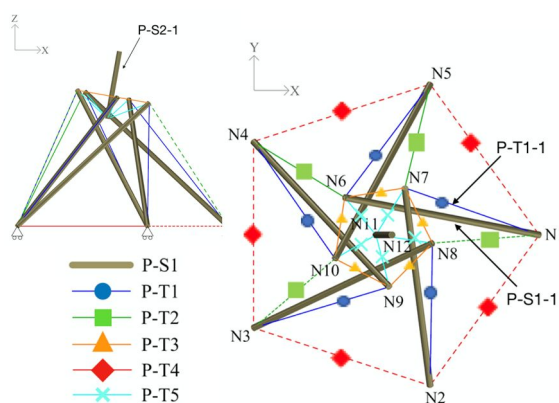 Z
X
P-S2-1
P-S1
P-T1
P-T2
P-T3
P-T4
P-T5
Y
X
N5
N4
P-T1-1
N6
N7
N
N12
N8
N10
N9
P-S1-1
N3
N2